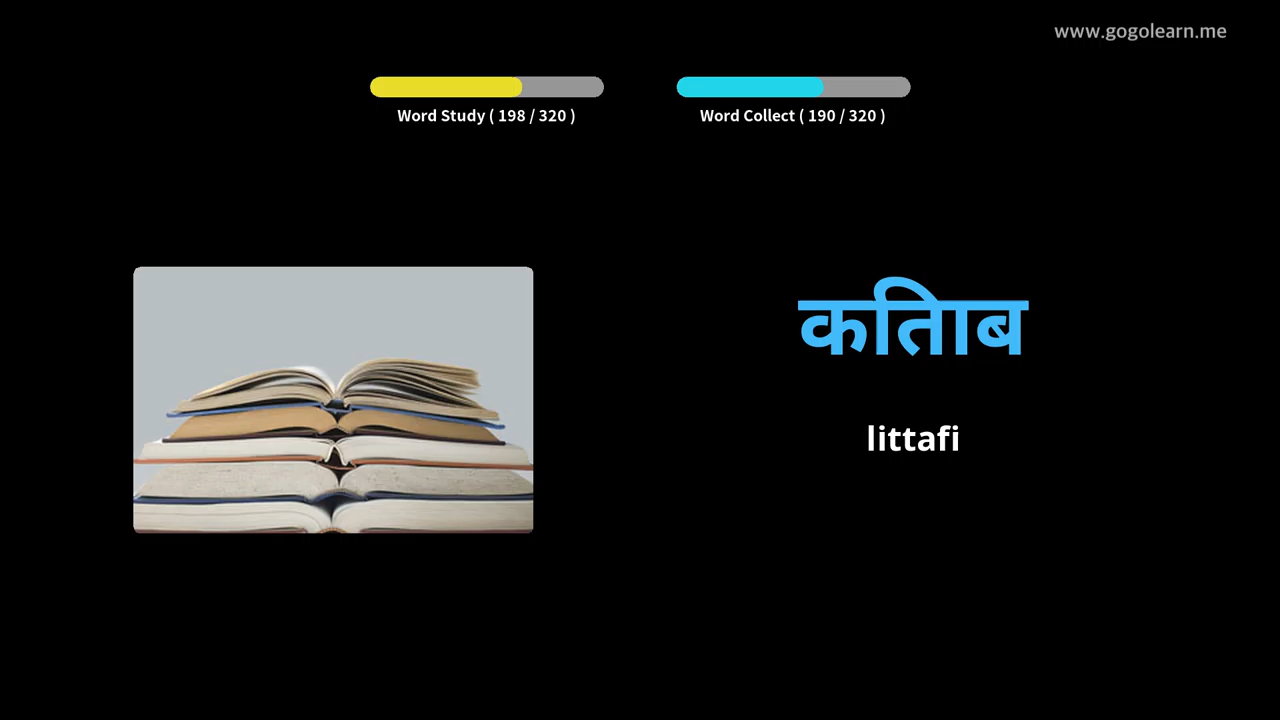 www.gogolearn.me
Word Study ( 198 / 320 )
Word Collect ( 190 / 320 )
कतिाब
littafi